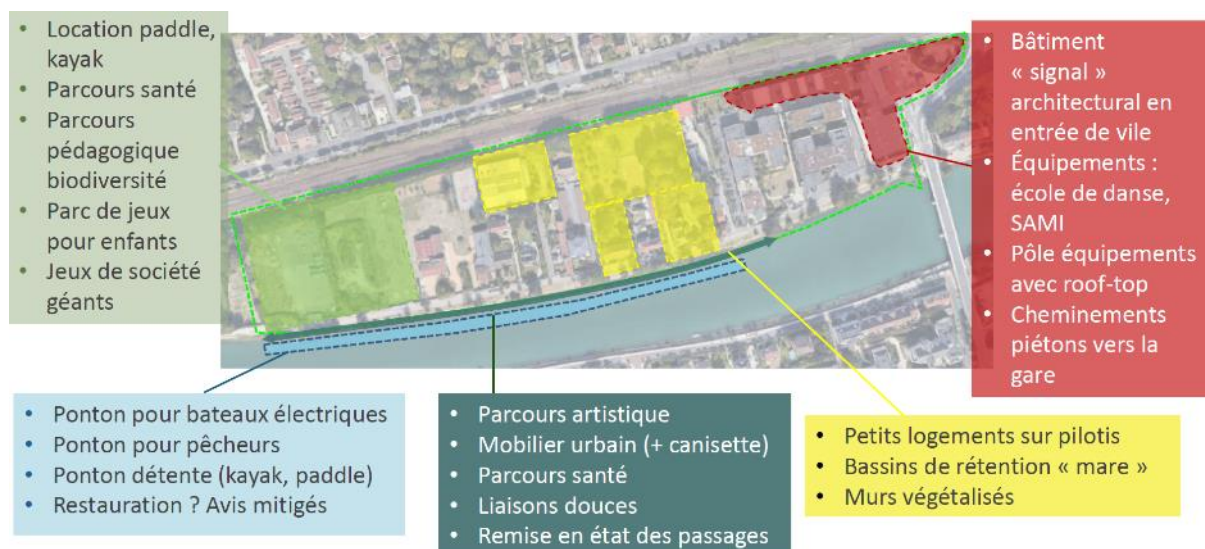 • Location paddle,
kayak
• Parcours santé
• Parcours
pédagogique
biodiversité
• Parc de jeux
pour enfants
• Jeux de société
géants
• Bâtiment
« signal »
architectural en
entrée de vile
• Équipements :
école de danse,
SAMI
• Pôle équipements
avec roof-top
• Cheminements
piétons vers la
gare
• Ponton pour bateaux électriques
• Ponton pour pêcheurs
• Ponton détente (kayak, paddle)
• Restauration ? Avis mitigés
• Parcours artistique
• Mobilier urbain (+ canisette)
• Parcours santé
• Liaisons douces
• Remise en état des passages
• Petits logements sur pilotis
• Bassins de rétention « mare »
• Murs végétalisés